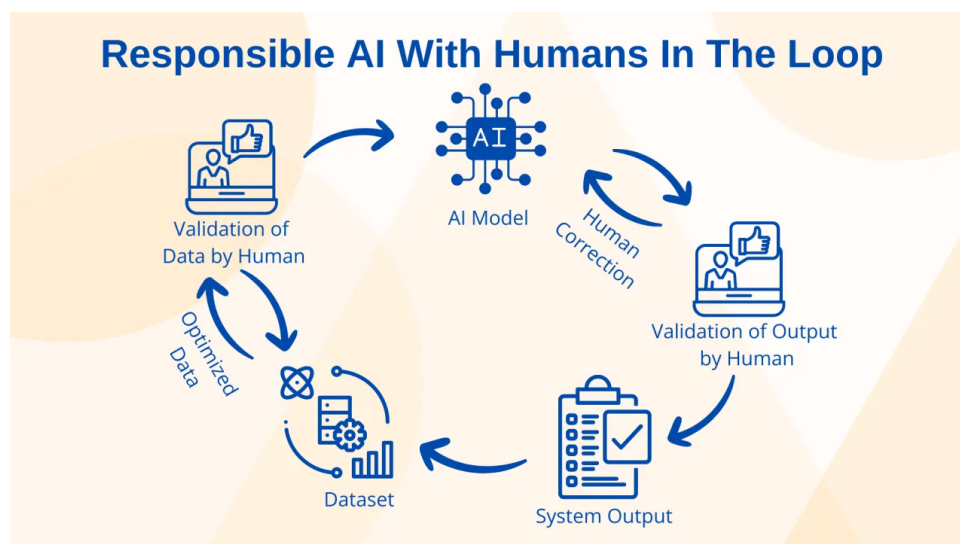 Responsible AI With Humans In The Loop
AI
AI Model
Validation of
Data by Human
Human
Correction
Validation of Output
by Human
Optimized
Data
Dataset
System Output